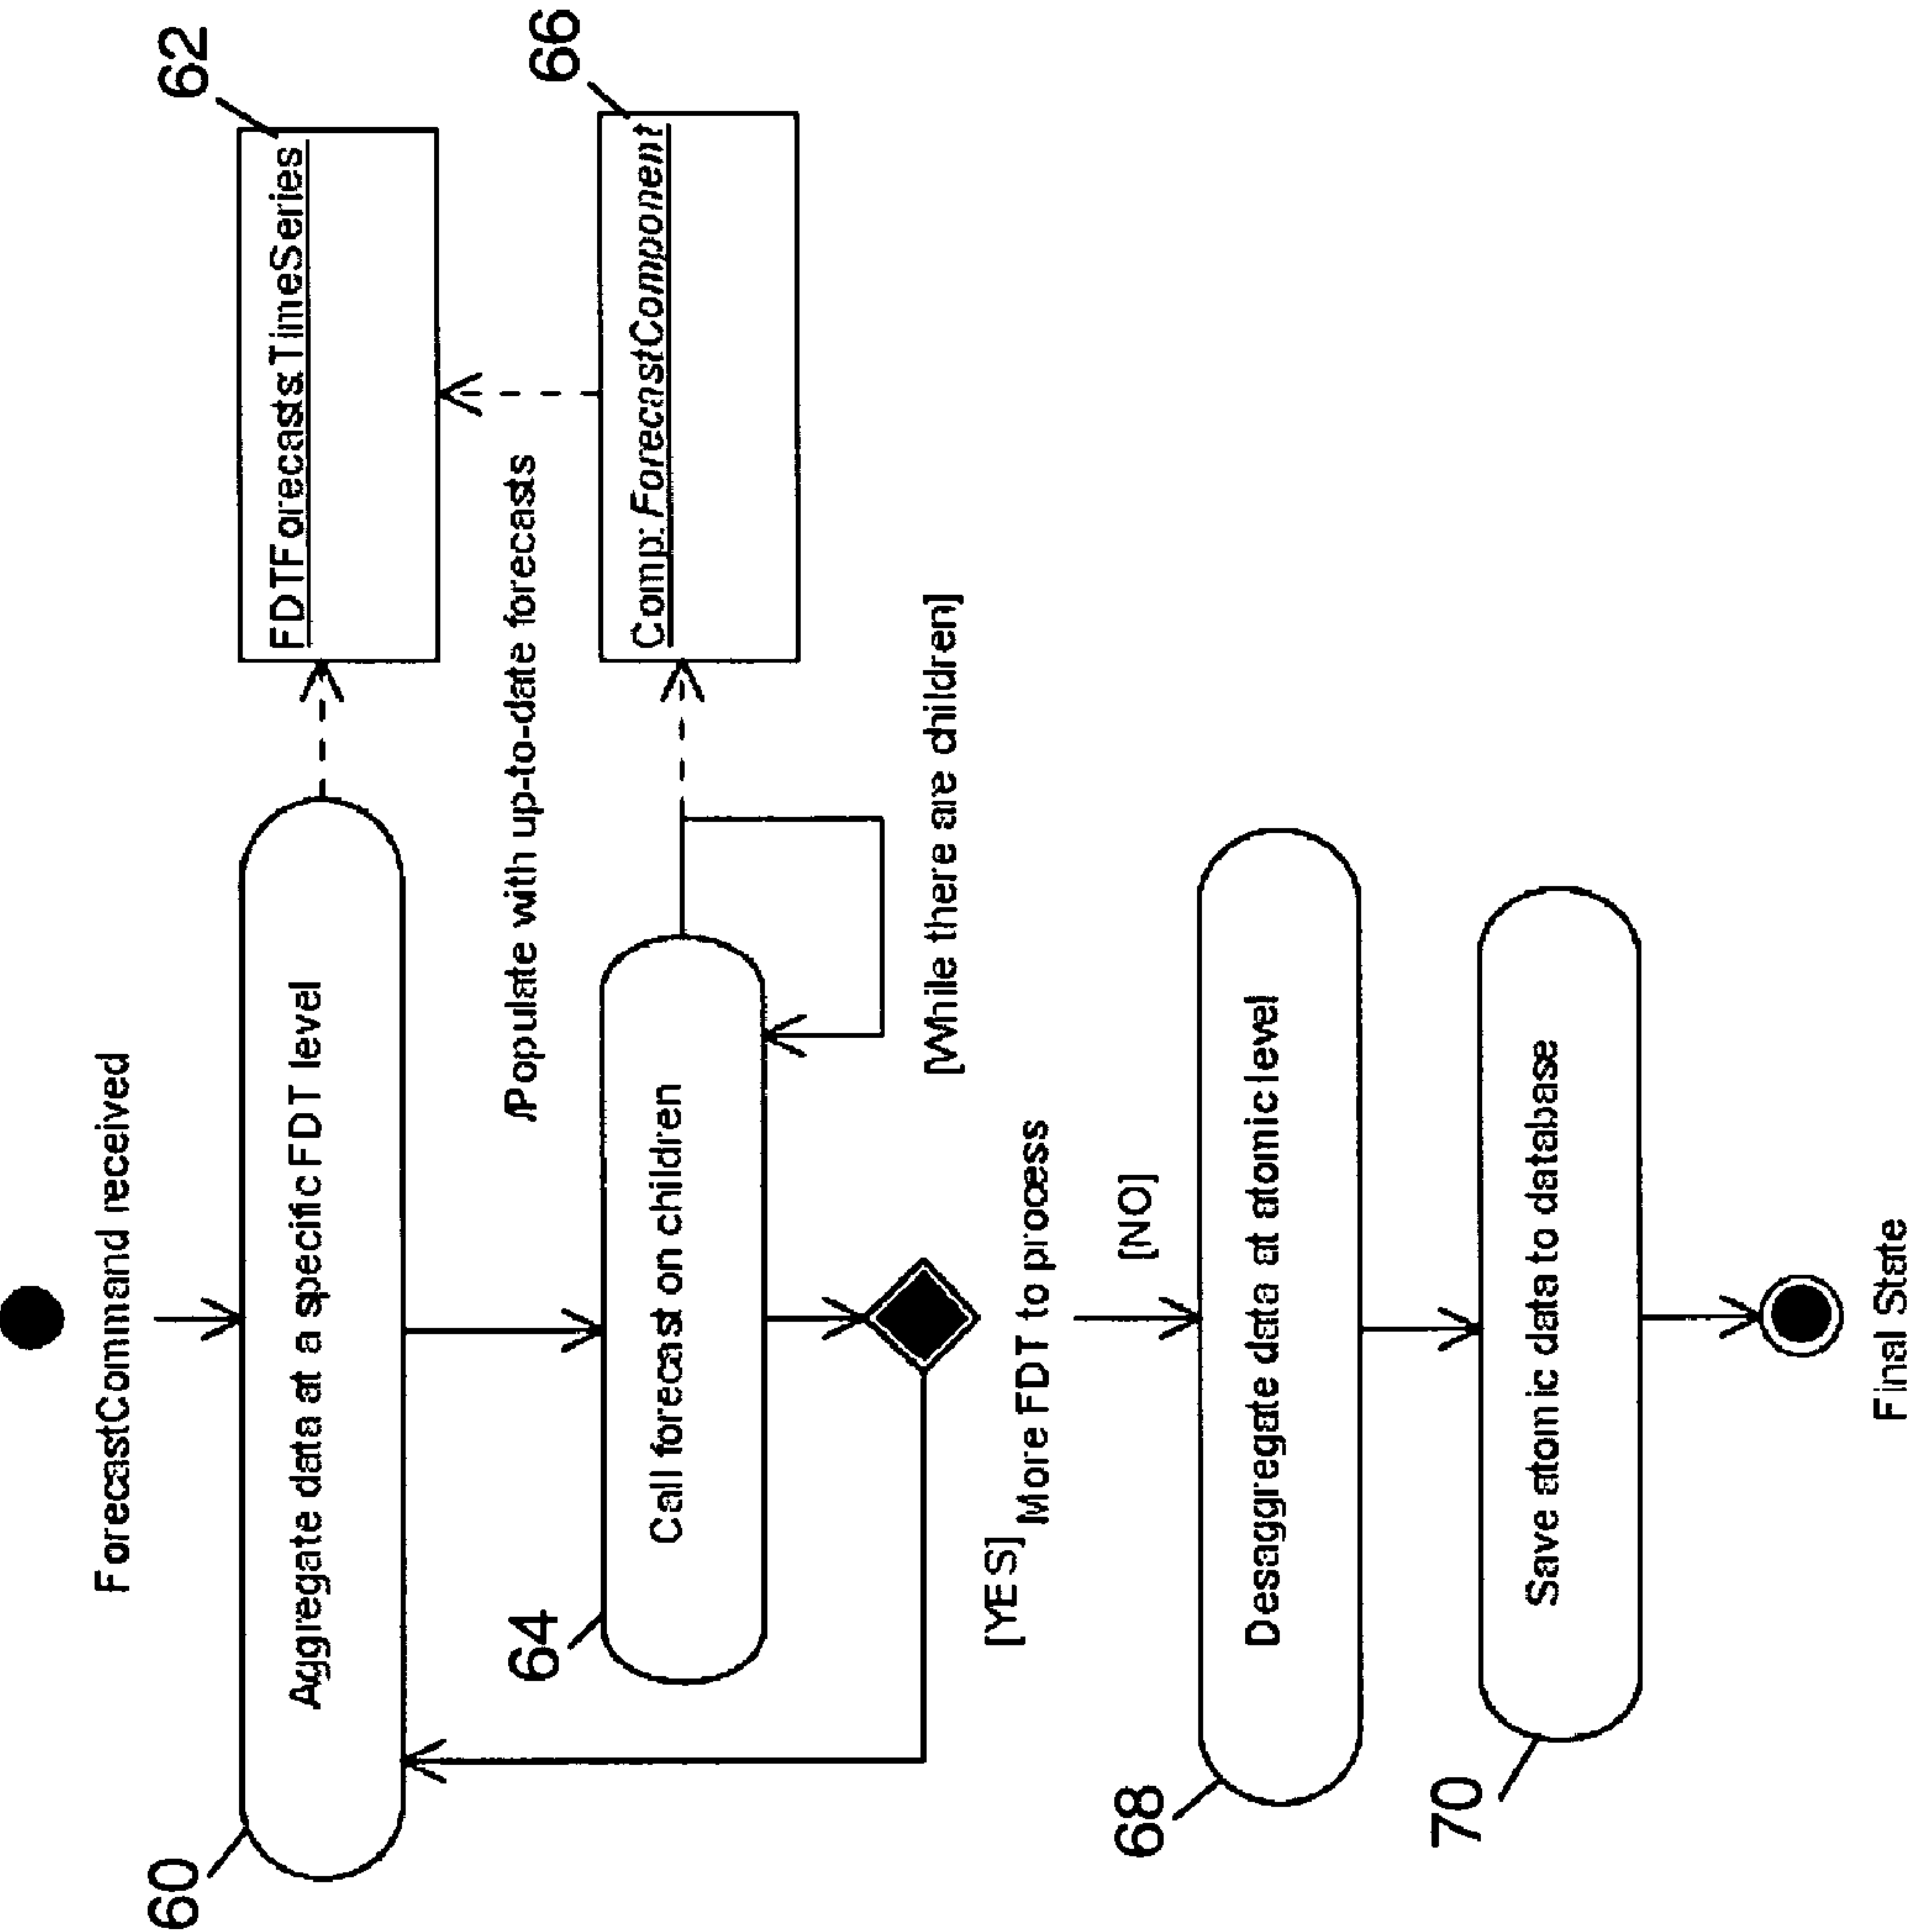 ForecastCommand received
60
Aggregate data at a specific FDT level
62
FDTForecastsTimeSeries
/Populate with up-to-date forecasts
64
Call forecast on children
66
Comp:ForecastComponent
[While there are children]
[YES]
[More FDT to process
[NO]
68
Desaggregate data at atomic level
70
Save atomic data to database
Final State